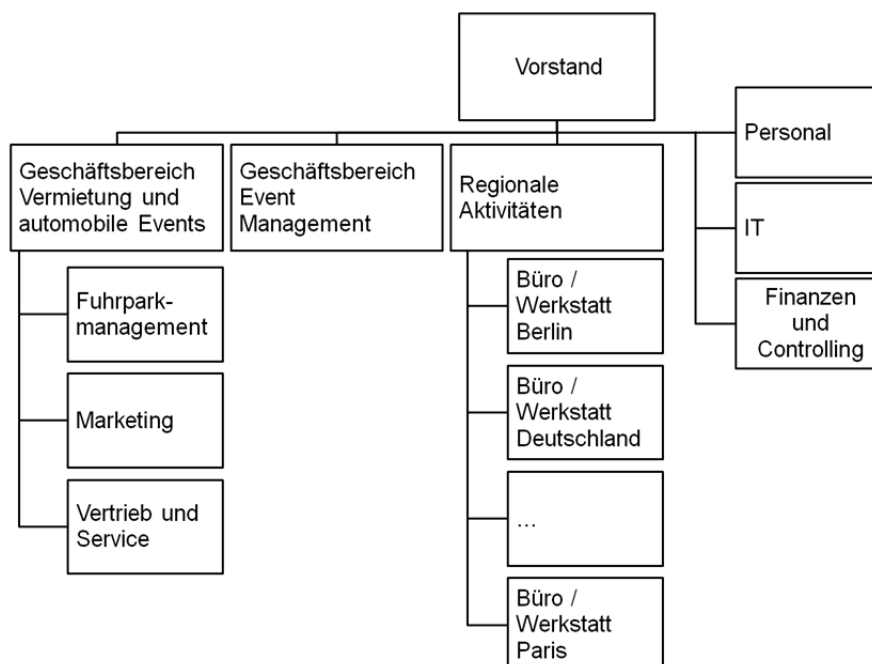 Vorstand
Personal
Geschäftsbereich
Vermietung und
automobile Events
Geschäftsbereich
Event
Management
Regionale
Aktivitäten
IT
Fuhrpark-
management
Büro /
Werkstatt
Berlin
Finanzen
und
Controlling
Marketing
Büro /
Werkstatt
Deutschland
Vertrieb und
Service
...
Büro /
Werkstatt
Paris